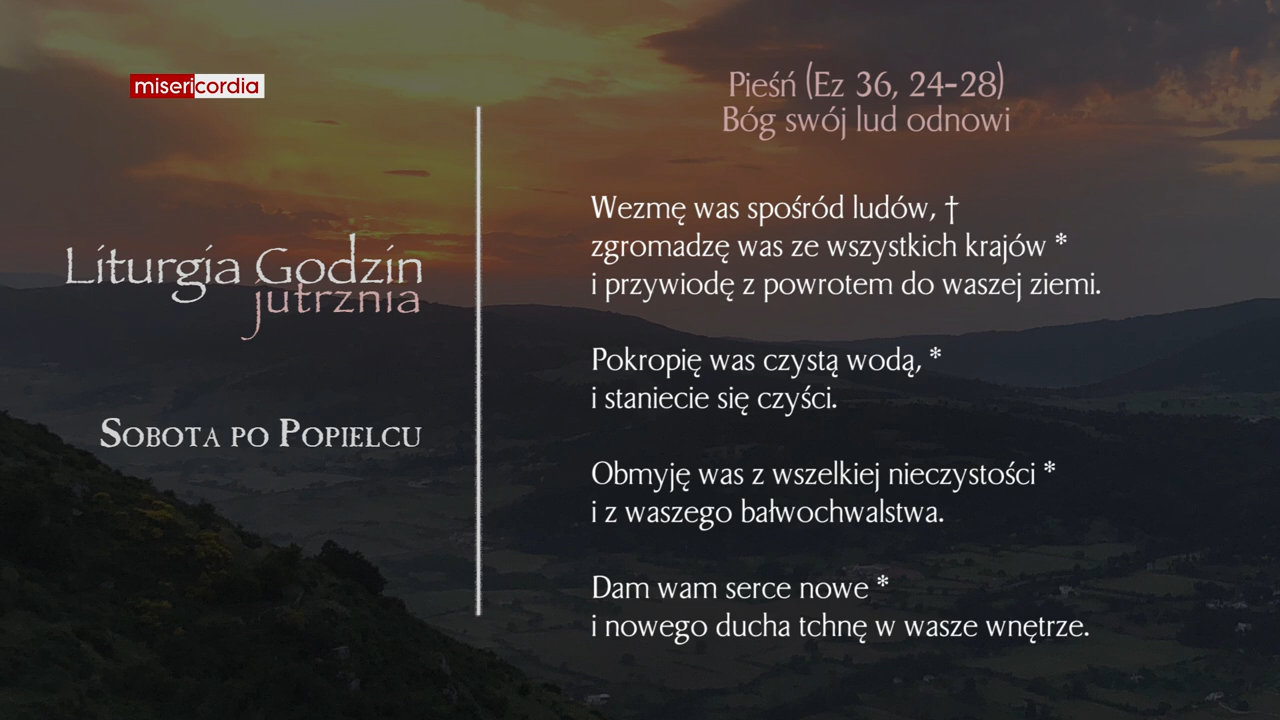 misericordia
Liturgia Godzin
jutrznia
Sobota po Popielcu
Pieśń (Ez 36, 24-28)
Bóg swój lud odnowi
Wezmę was spośród ludów, †
zgromadzę was ze wszystkich krajów *
i przywiodę z powrotem do waszej ziemi.
Pokropię was czystą wodą, *
i staniecie się czyści.
Obmyję was z wszelkiej nieczystości *
i z waszego bałwochwalstwa.
Dam wam serce nowe *
i nowego ducha tchnę w wasze wnętrze.